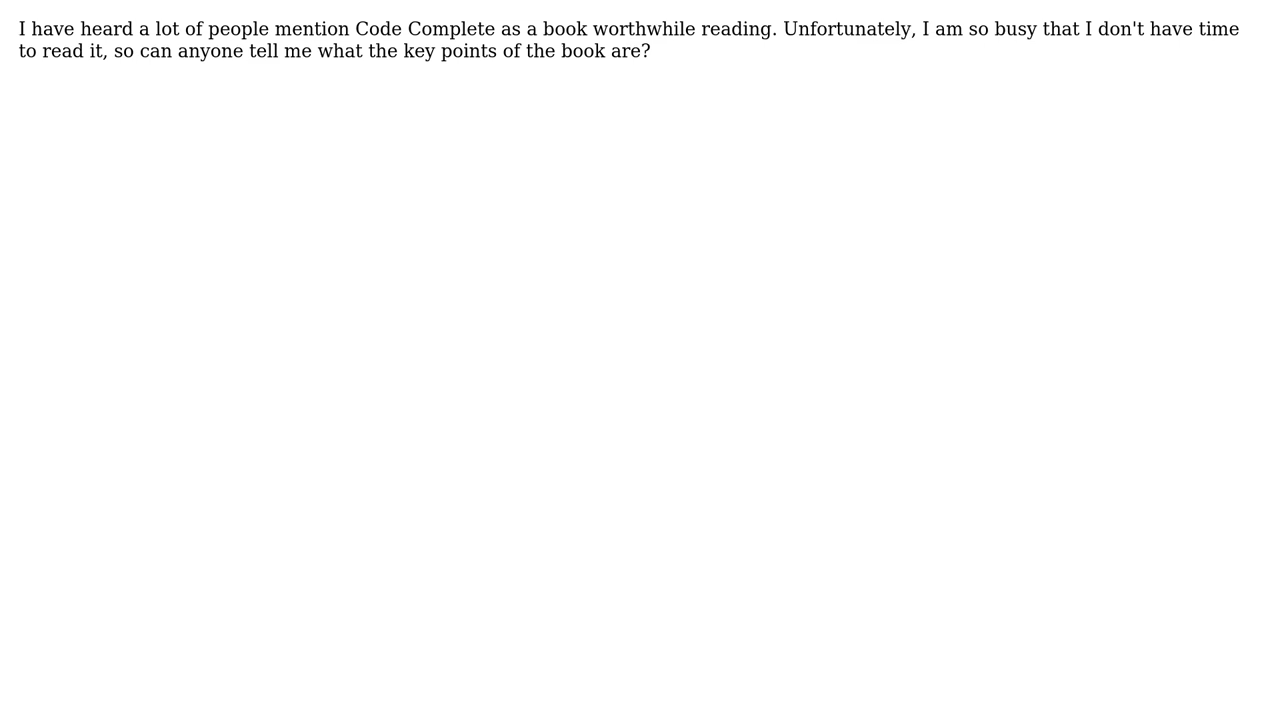 I have heard a lot of people mention Code Complete as a book worthwhile reading. Unfortunately, I am so busy that I don't have time
to read it, so can anyone tell me what the key points of the book are?